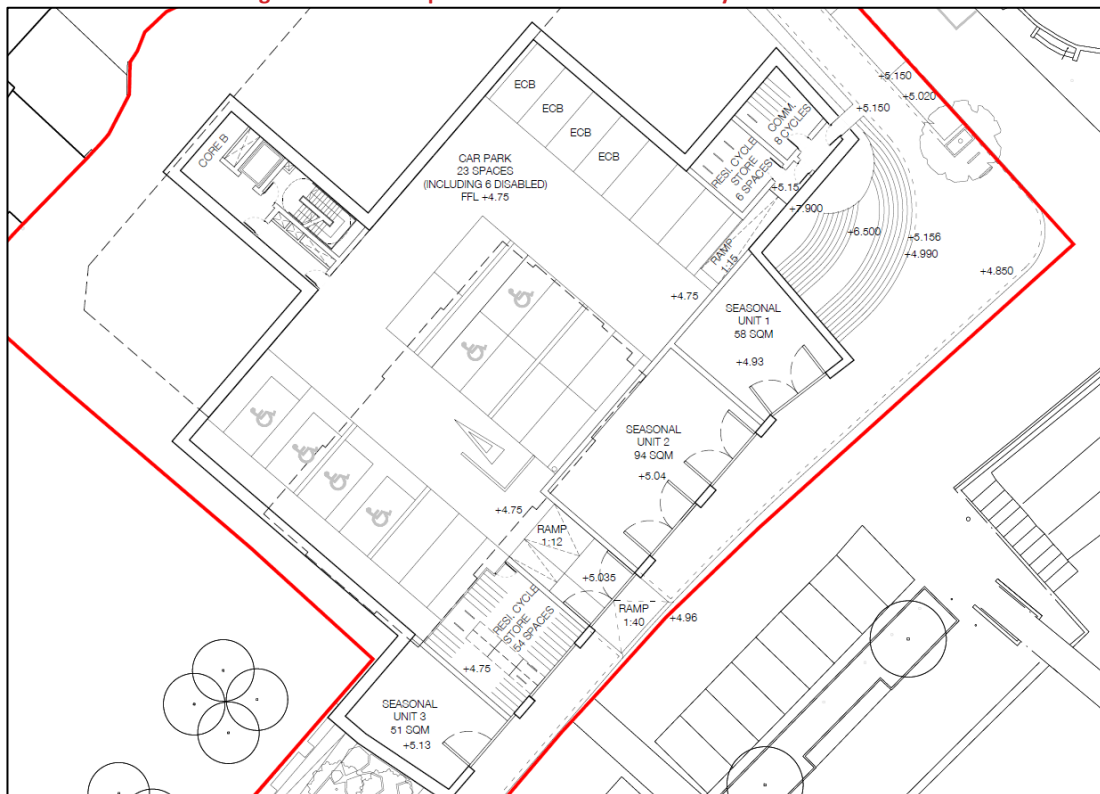 +5.150
+5.020
+5.150
ECB
ECB
ECB
ECB
COMM.
8 CYCLES
RESI. CYCLE
STORE
6 SPACES
CORE B
CAR PARK
23 SPACES
(INCLUDING 6 DISABLED)
FFL +4.75
+5.15
+7.900
+6.500
+5.156
+4.990
+4.850
RAMP
1:15
+4.75
SEASONAL
UNIT 1
58 SQM
+4.93
SEASONAL
UNIT 2
94 SQM
+5.04
+4.75
RAMP
1:12
+5.035
RAMP
1:40
+4.96
RESI. CYCLE
STORE
54 SPACES
+4.75
SEASONAL
UNIT 3
51 SQM
+5.13